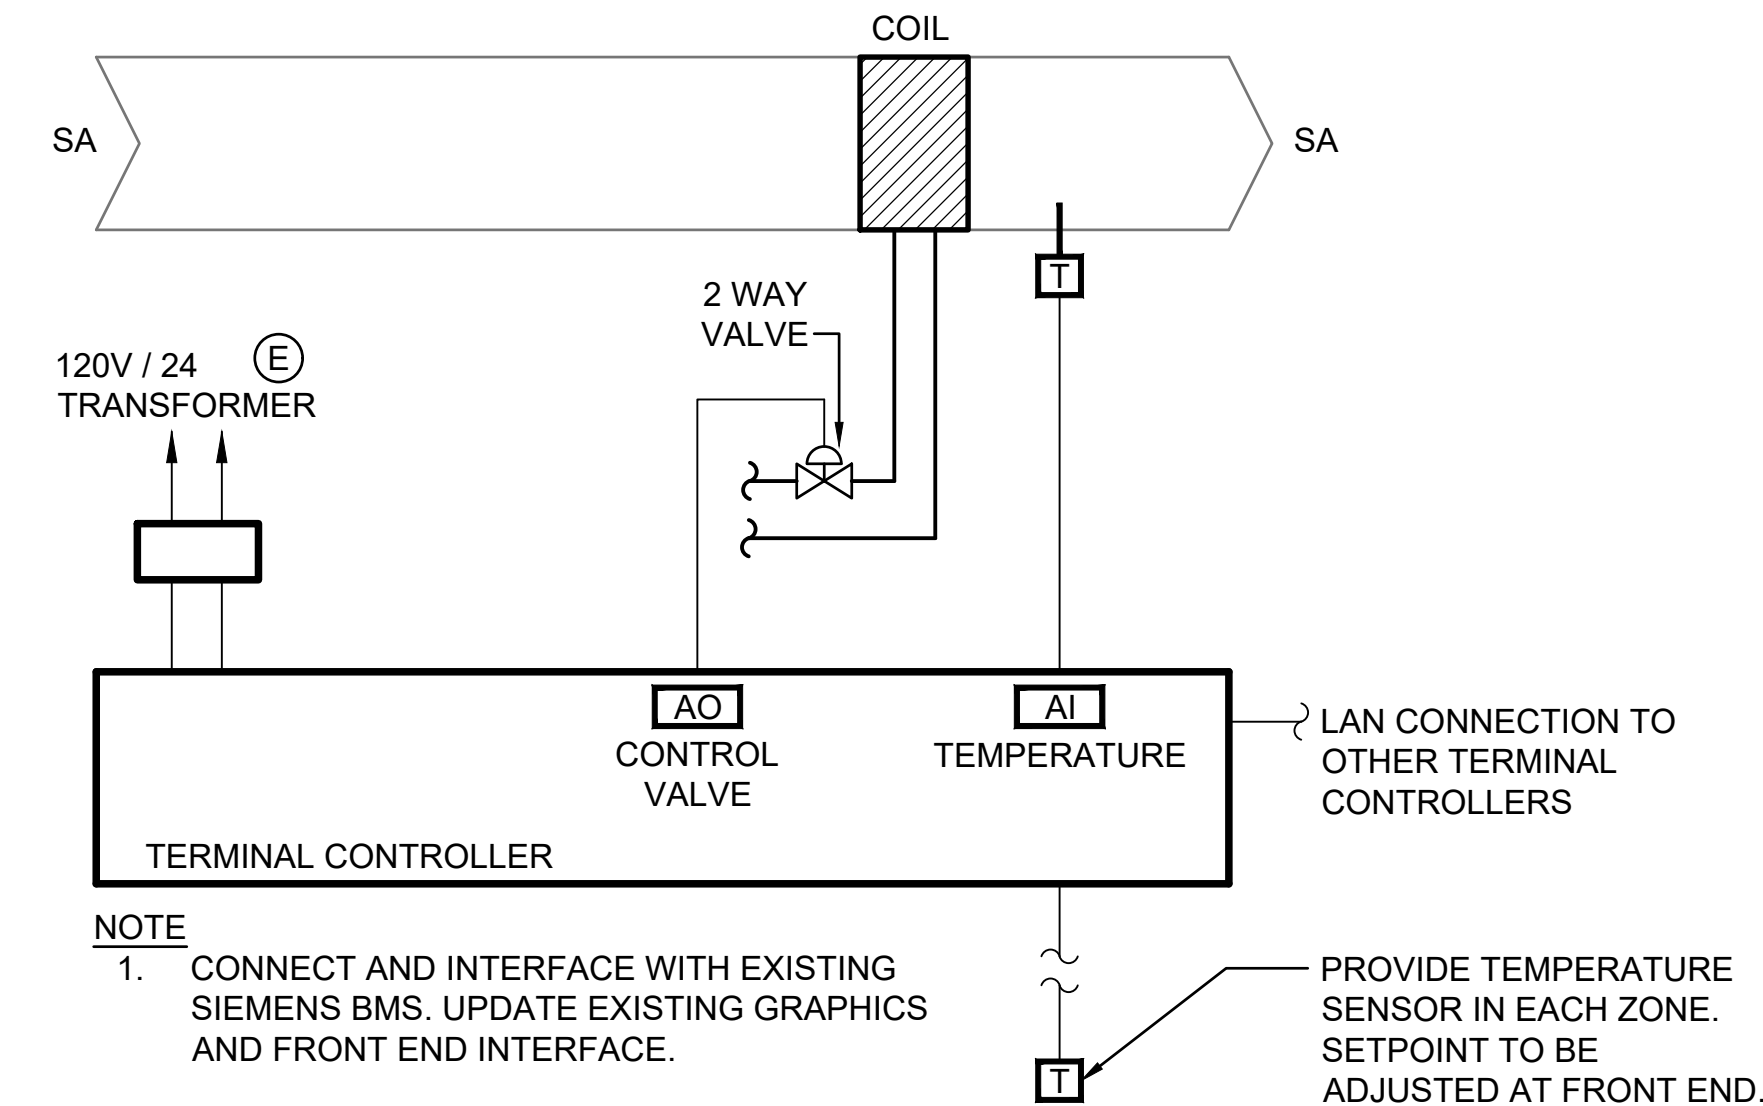 COIL
SA
SA
T
2 WAY
VALVE
120V / 24
E
TRANSFORMER
AO
AI
CONTROL
VALVE
TEMPERATURE
LAN CONNECTION TO
OTHER TERMINAL
CONTROLLERS
TERMINAL CONTROLLER
NOTE
1. CONNECT AND INTERFACE WITH EXISTING
SIEMENS BMS. UPDATE EXISTING GRAPHICS
AND FRONT END INTERFACE.
PROVIDE TEMPERATURE
SENSOR IN EACH ZONE.
SETPOINT TO BE
ADJUSTED AT FRONT END.
T